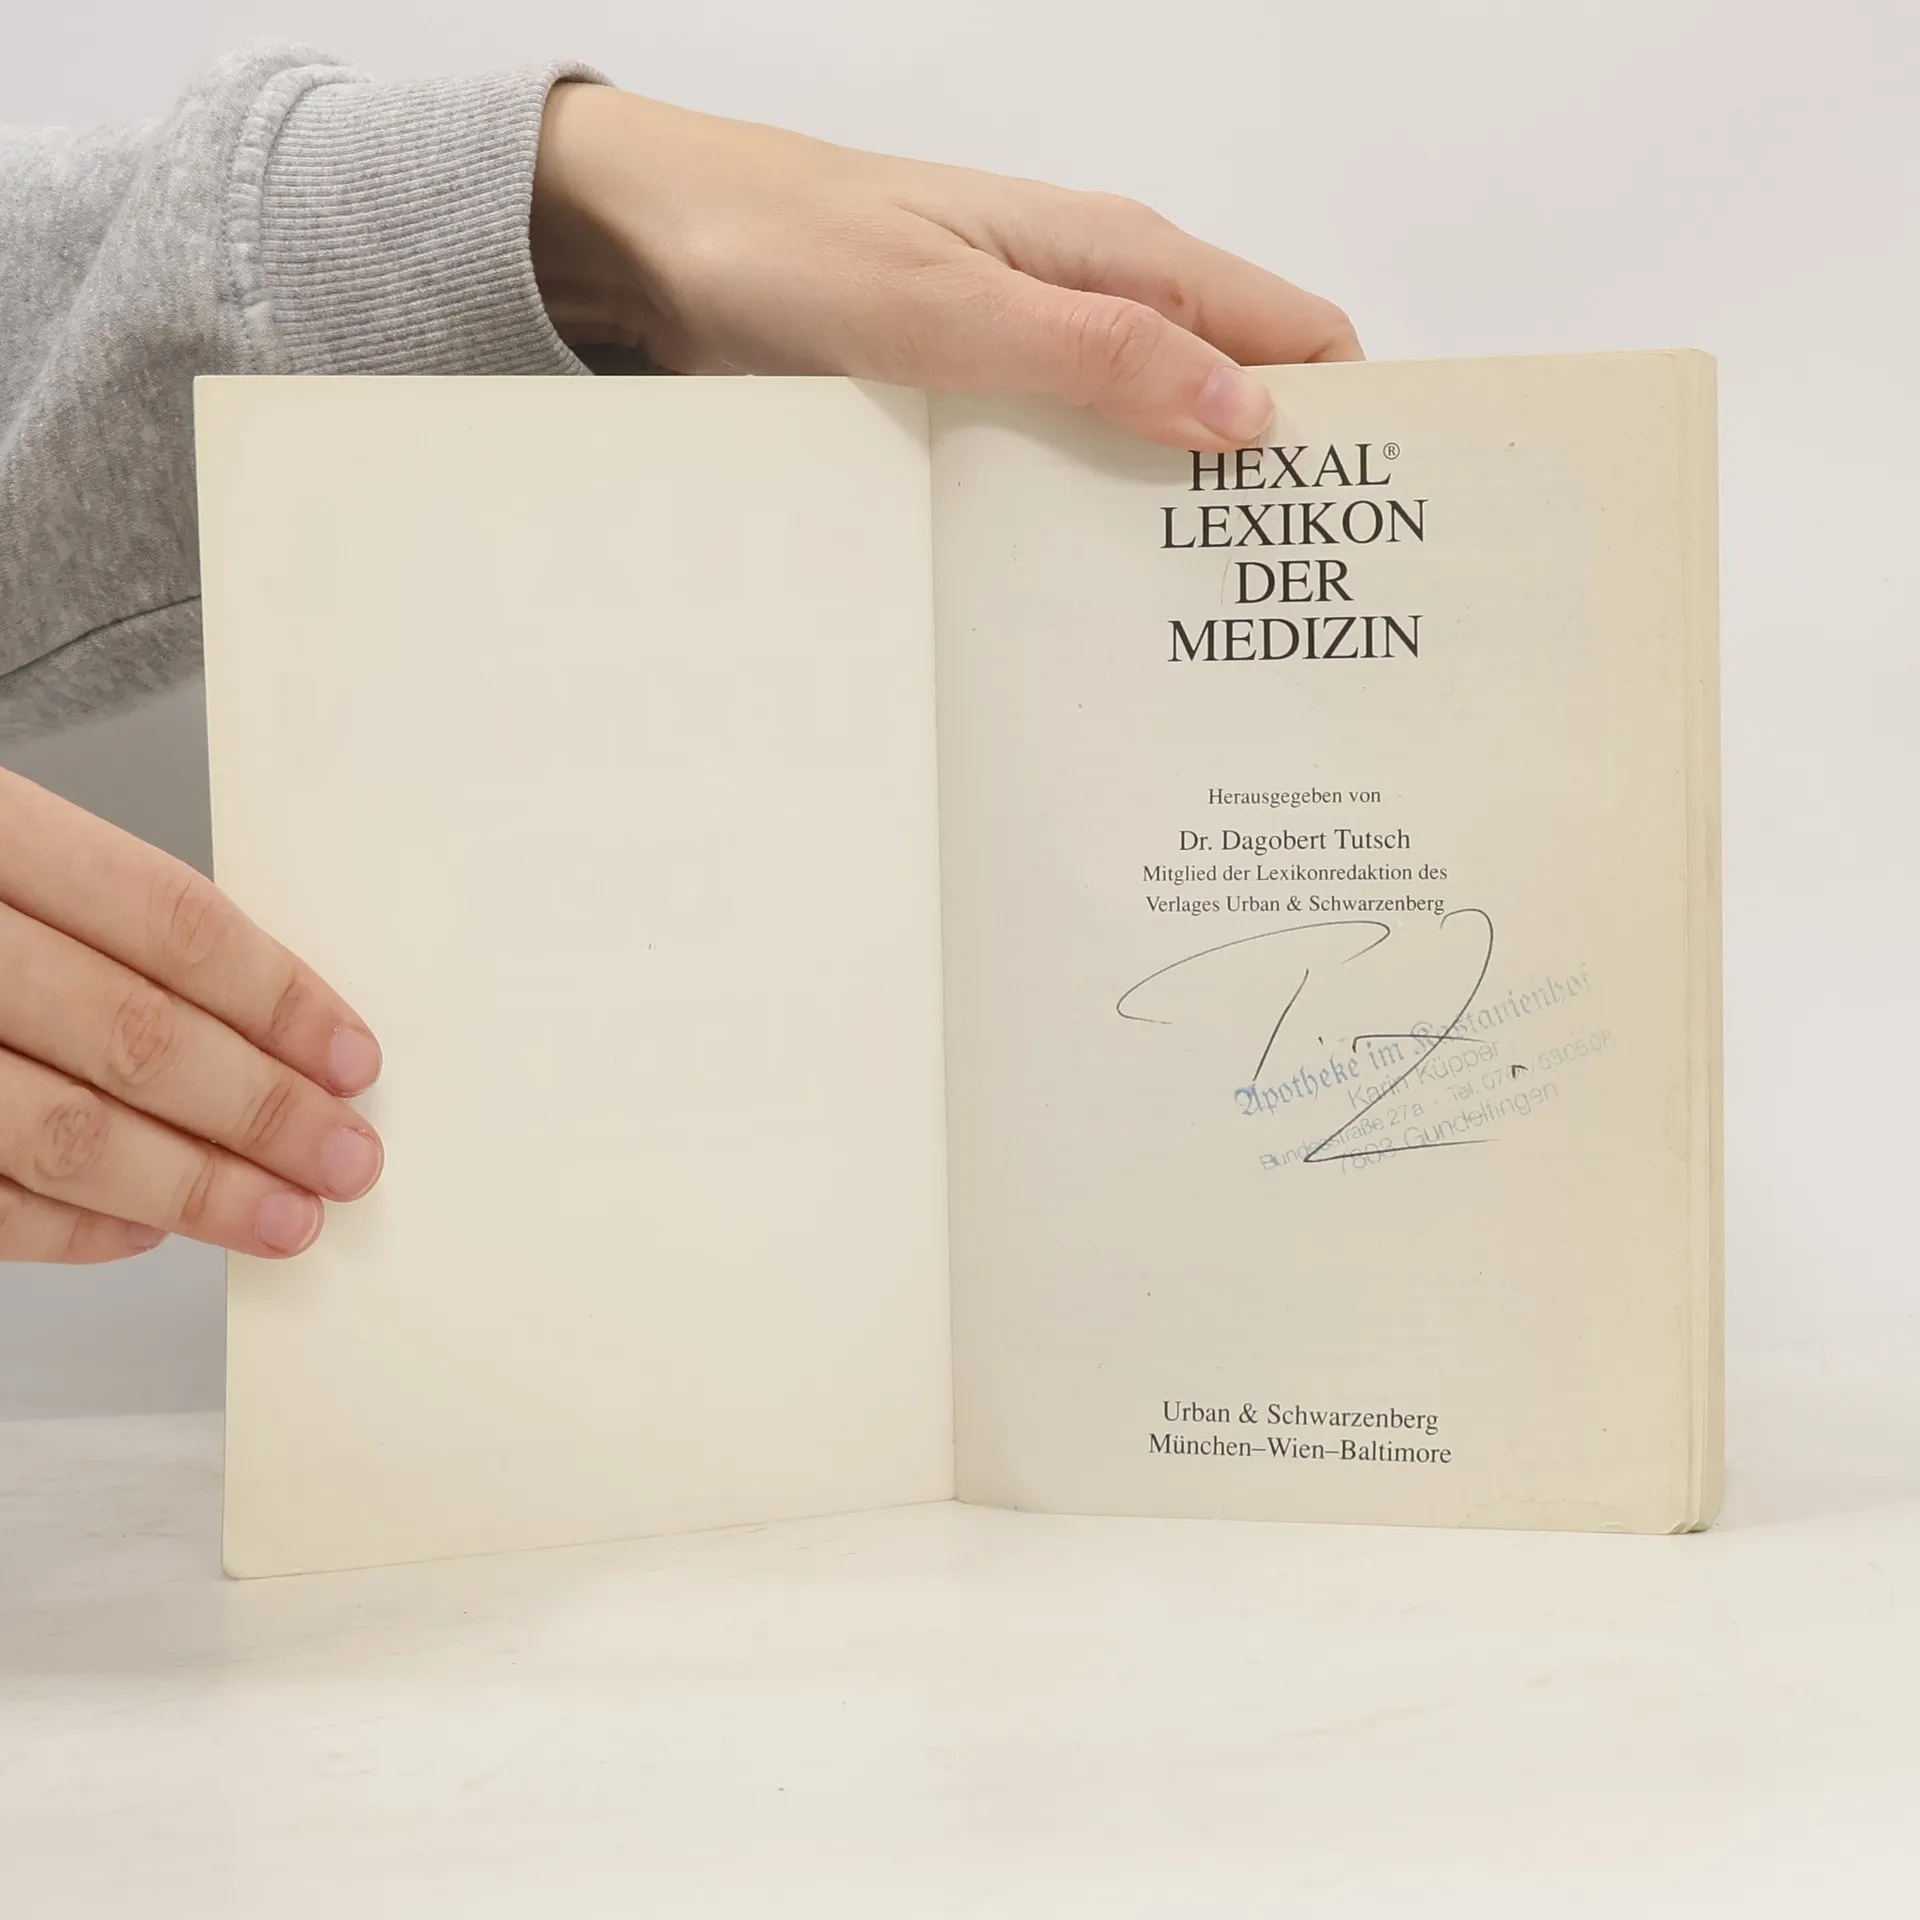 HEXAL®
LEXIKON
DER
MEDIZIN
Herausgegeben von
Dr. Dagobert Tutsch
Mitglied der Lexikonredaktion des
Verlages Urban & Schwarzenberg
Apotheke im Kastanienhof
Karin Küpper
Bundesstraße 27a · Tel.
Gundelfingen
Urban & Schwarzenberg
München–Wien–Baltimore